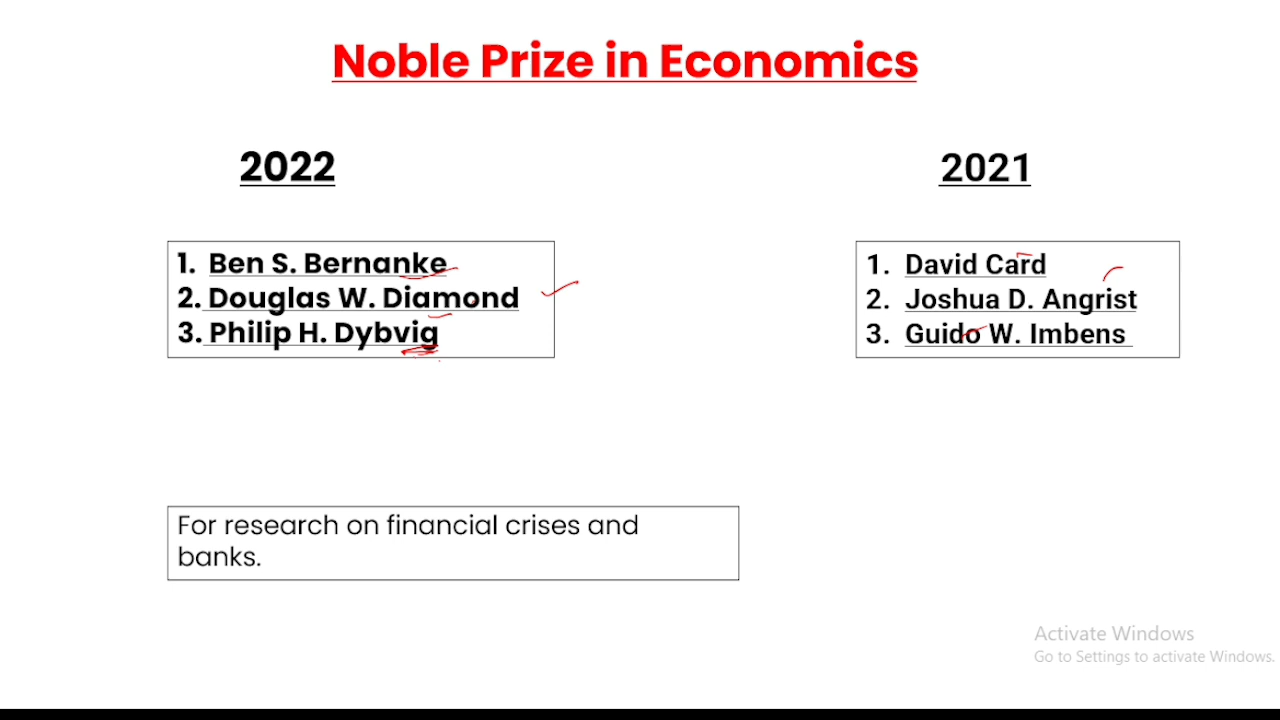 Noble Prize in Economics
2022
1. Ben S. Bernanke
2. Douglas W. Diamond
3. Philip H. Dybvig
2021
1. David Card
2. Joshua D. Angrist
3. Guido W. Imbens
For research on financial crises and
banks.
Activate Windows
Go to Settings to activate Windows.